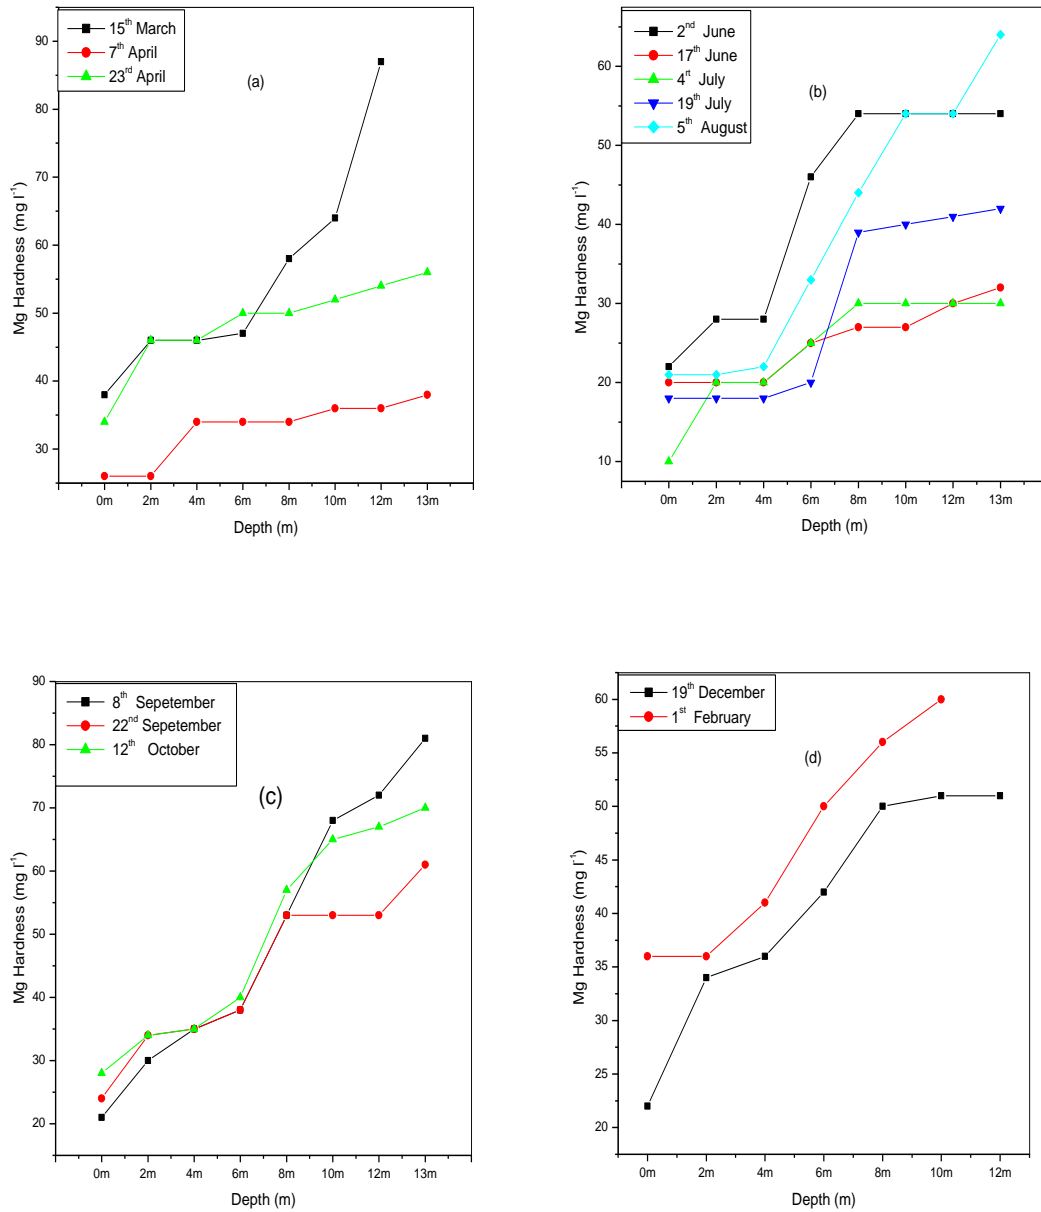 15th March
7th April
23rd April
(a)
90
80
70
60
50
40
30
Mg Hardness (mg l-1)
0m 2m 4m 6m 8m 10m 12m 13m
Depth (m)
2nd June
17th June
4rt July
19th July
5th August
(b)
60
50
40
30
20
10
Mg Hardness (mg l-1)
0m 2m 4m 6m 8m 10m 12m 13m
Depth (m)
8th Sepetember
22nd Sepetember
12th October
(c)
90
80
70
60
50
40
30
20
Mg Hardness (mg l-1)
0m 2m 4m 6m 8m 10m 12m 13m
Depth (m)
19th December
1st February
(d)
60
55
50
45
40
35
30
25
20
Mg Hardness (mg l-1)
0m 2m 4m 6m 8m 10m 12m
Depth (m)